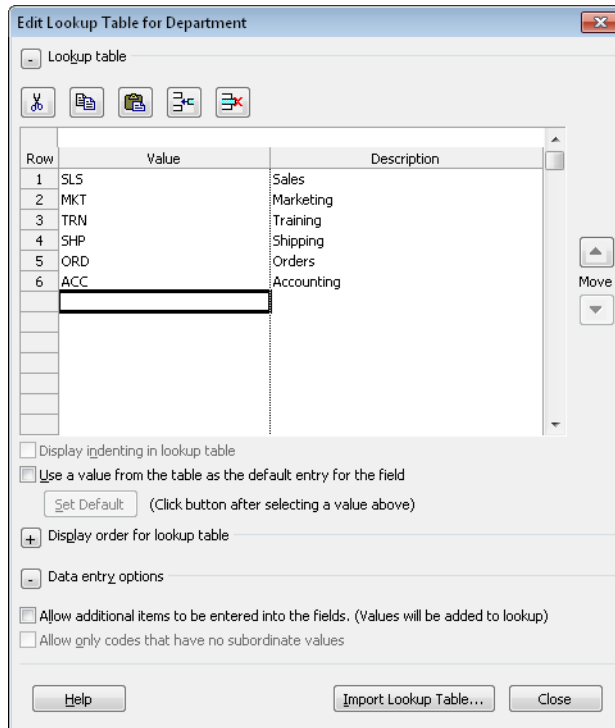 Edit Lookup Table for Department
- Lookup table
Row Value Description
1 SLS Sales
2 MKT Marketing
3 TRN Training
4 SHP Shipping
5 ORD Orders
6 ACC Accounting
Move
Display indenting in lookup table
Use a value from the table as the default entry for the field
Set Default (Click button after selecting a value above)
+ Display order for lookup table
- Data entry options
Allow additional items to be entered into the fields. (Values will be added to lookup)
Allow only codes that have no subordinate values
Help Import Lookup Table... Close